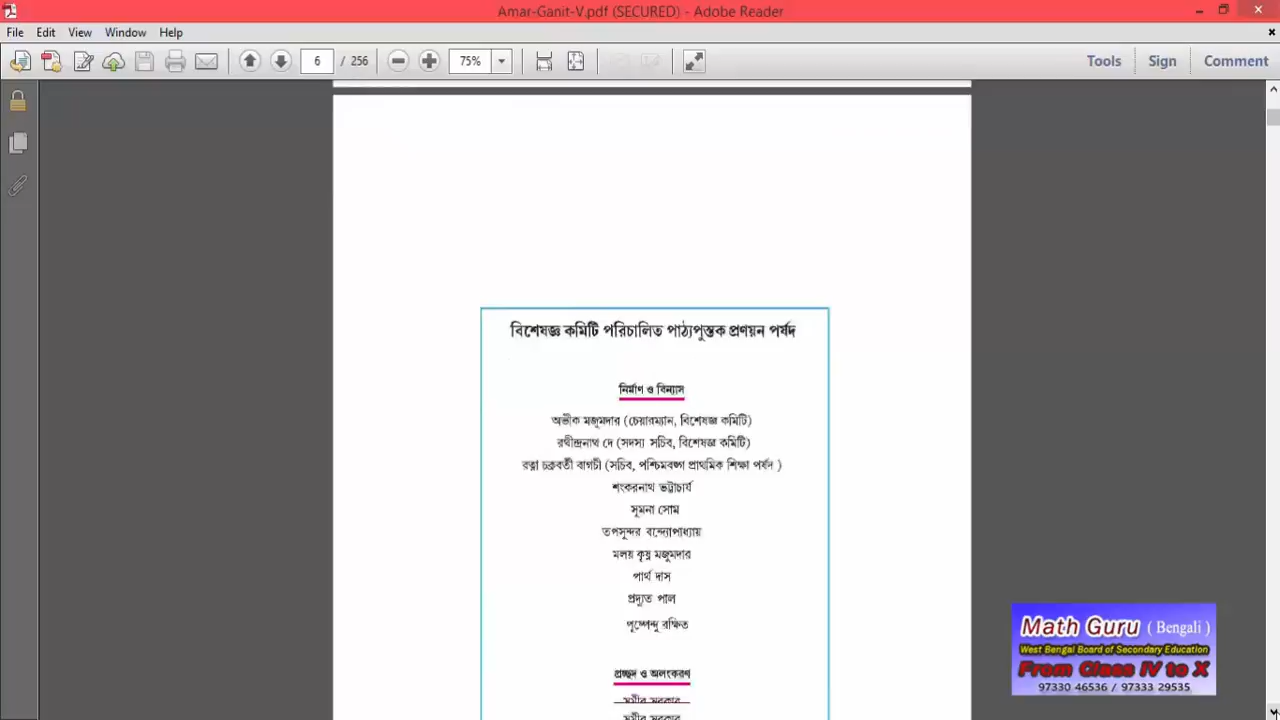 Amar-Ganit-V.pdf (SECURED) - Adobe Reader
File Edit View Window Help
6 / 256 75% Tools Sign Comment
বিশেষজ্ঞ কমিটি পরিচালিত পাঠ্যপুস্তক প্রণয়ন পর্ষদ
নির্মাণ ও বিন্যাস
অভীক মজুমদার (চেয়ারম্যান, বিশেষজ্ঞ কমিটি)
রথীন্দ্রনাথ দে (সদস্য সচিব, বিশেষজ্ঞ কমিটি)
রত্না চক্রবর্তী বাগচী (সচিব, পশ্চিমবঙ্গ প্রাথমিক শিক্ষা পর্ষদ )
শংকরনাথ ভট্টাচার্য
সুমনা সোম
তপসুন্দর বন্দ্যোপাধ্যায়
মলয় কৃষ্ণ মজুমদার
পার্থ দাস
প্রদ্যুত পাল
পুষ্পেন্দু রক্ষিত
প্রচ্ছদ ও অলংকরণ
সমীর সরকার
সমীর সরকার
Math Guru ( Bengali )
West Bengal Board of Secondary Education
From Class IV to X
97330 46536 / 97333 29535